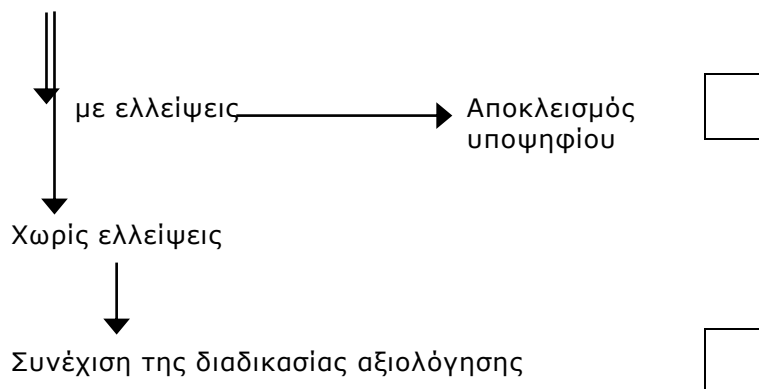 με ελλείψεις
Αποκλεισμός
υποψηφίου
Χωρίς ελλείψεις
Συνέχιση της διαδικασίας αξιολόγησης